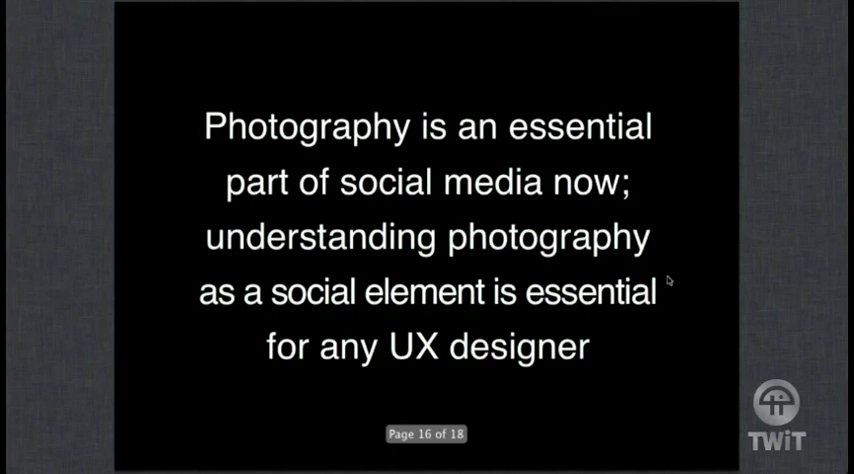 Photography is an essential
part of social media now;
understanding photography
as a social element is essential
for any UX designer
Page 16 of 18
TWiT